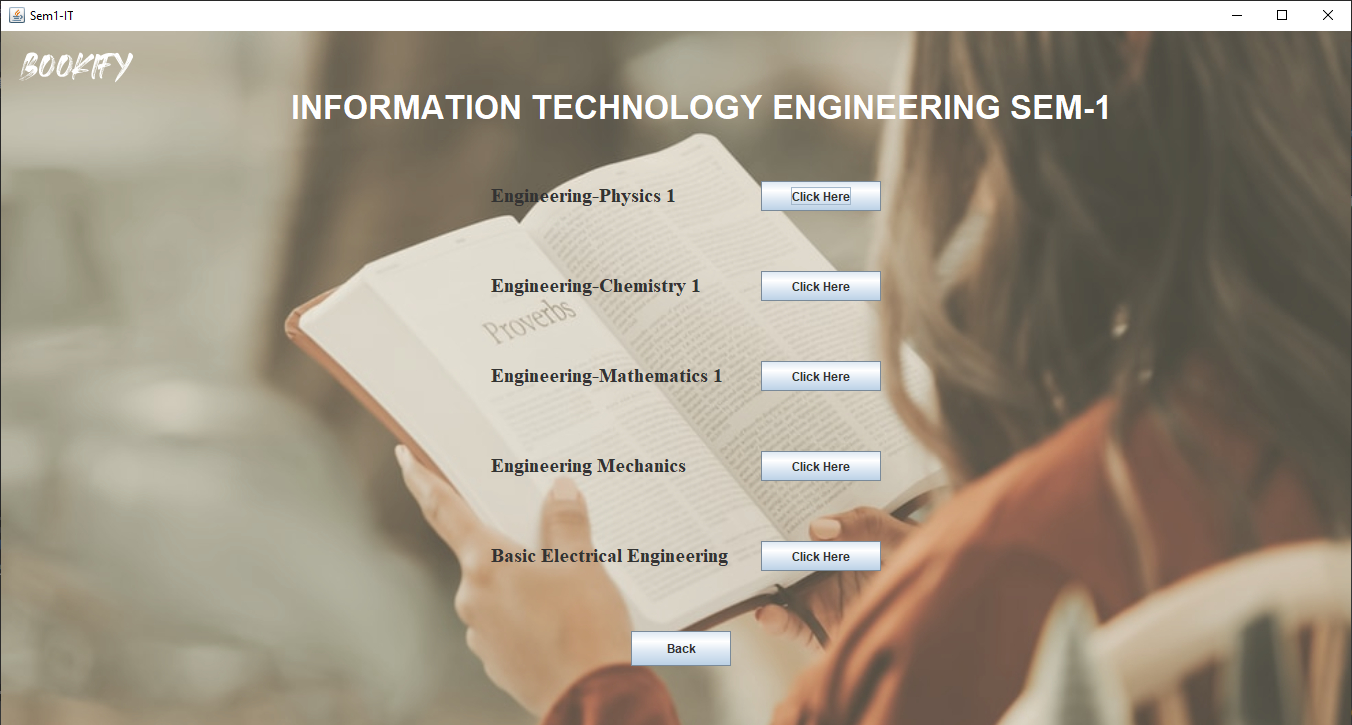 Sem1-IT
BOOKIFY
INFORMATION TECHNOLOGY ENGINEERING SEM-1
Engineering-Physics 1 Click Here
Engineering-Chemistry 1 Click Here
Proverbs
Engineering-Mathematics 1 Click Here
Engineering Mechanics Click Here
Basic Electrical Engineering Click Here
Back